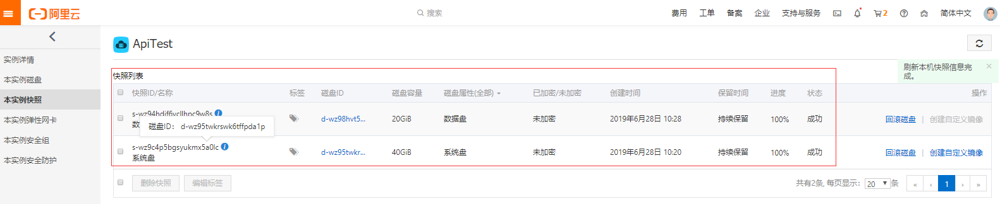 阿里云
搜索
费用 工单 备案 企业 支持与服务 2 简体中文
ApiTest
实例详情
本实例磁盘
本实例快照
本实例弹性网卡
本实例安全组
本实例安全防护
刷新本机快照信息完
成。
快照列表
快照ID/名称 标签 磁盘ID 磁盘容量 磁盘属性(全部) 已加密/未加密 创建时间 保留时间 进度 状态 操作
s-wz94hdif6vcllhpc9w8s d-wz98hvt5... 20GiB 数据盘 未加密 2019年6月28日 10:28 持续保留 100% 成功 回滚磁盘 | 创建自定义镜像
数
磁盘ID： d-wz95twkrswk6tffpda1p
s-wz9c4p5bgsyukmx5a0lc d-wz95twkr... 40GiB 系统盘 未加密 2019年6月28日 10:20 持续保留 100% 成功 回滚磁盘 | 创建自定义镜像
系统盘
删除快照 编辑标签 共有2条, 每页显示： 20 条 « ‹ 1 › »